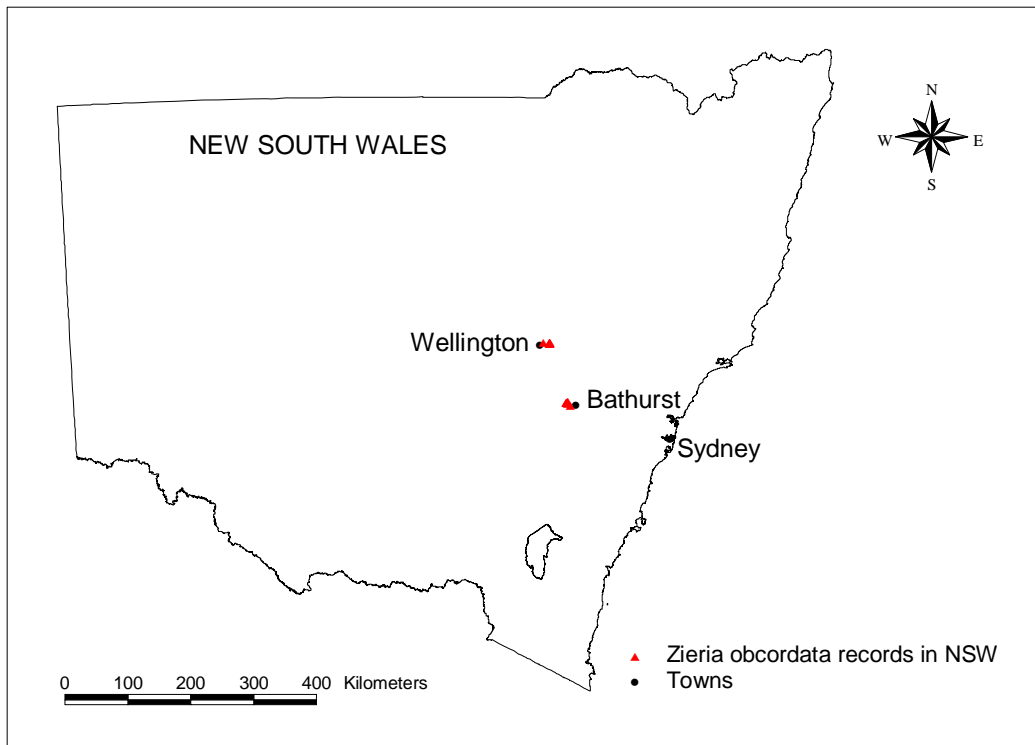 N
NEW SOUTH WALES
W E
S
Wellington
Bathurst
Sydney
Zieria obcordata records in NSW
Towns
0 100 200 300 400 Kilometers